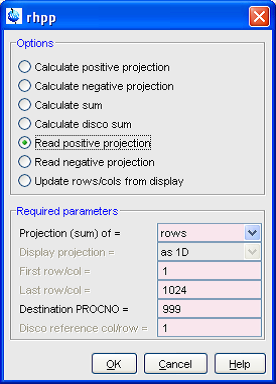 rhpp
Options
Calculate positive projection
Calculate negative projection
Calculate sum
Calculate disco sum
Read positive projection
Read negative projection
Update rows/cols from display
Required parameters
Projection (sum) of = rows
Display projection = as 1D
First row/col = 1
Last row/col = 1024
Destination PROCNO = 999
Disco reference col/row = 1
OK Cancel Help